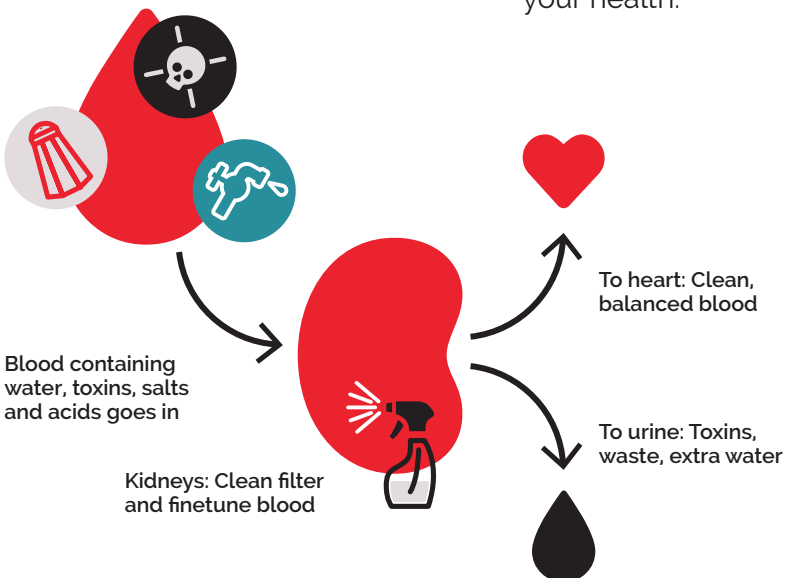 your health.
To heart: Clean,
balanced blood
Blood containing
water, toxins, salts
and acids goes in
To urine: Toxins,
waste, extra water
Kidneys: Clean filter
and finetune blood